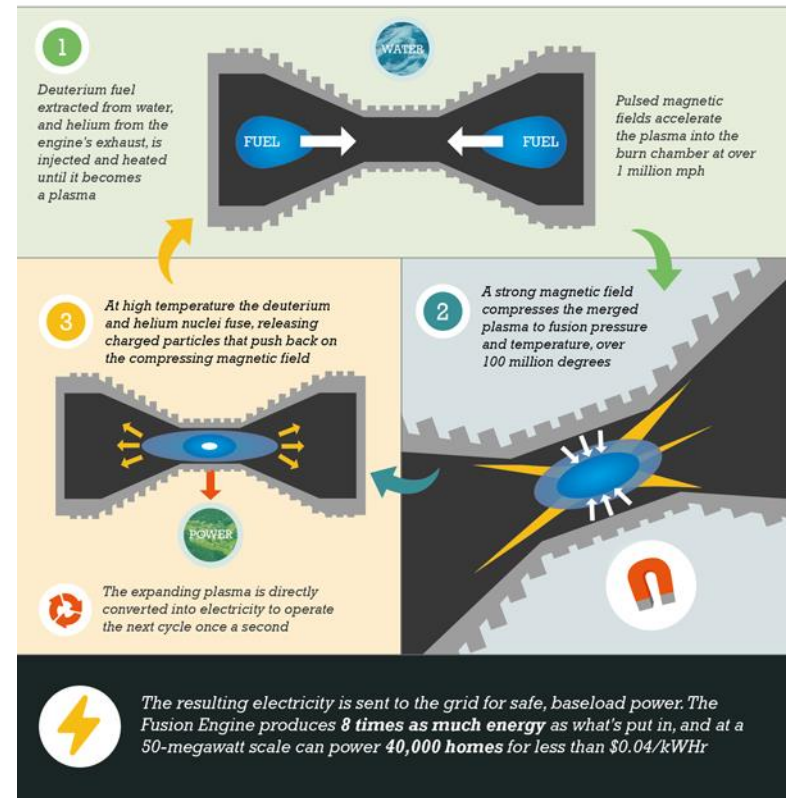 1
Deuterium fuel
extracted from water,
and helium from the
engine's exhaust, is
injected and heated
until it becomes
a plasma
WATER
FUEL
FUEL
Pulsed magnetic
fields accelerate
the plasma into the
burn chamber at over
1 million mph
2
A strong magnetic field
compresses the merged
plasma to fusion pressure
and temperature, over
100 million degrees
3
At high temperature the deuterium
and helium nuclei fuse, releasing
charged particles that push back on
the compressing magnetic field
POWER
The expanding plasma is directly
converted into electricity to operate
the next cycle once a second
The resulting electricity is sent to the grid for safe, baseload power. The
Fusion Engine produces 8 times as much energy as what's put in, and at a
50-megawatt scale can power 40,000 homes for less than $0.04/kWHr